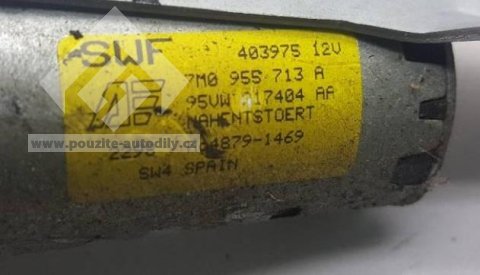 SWF 403975 12V
7M0 955 713 A
95VW 17404 AA
NAHENTSTOERT
www.pouzite-autodily.cz
4879-1469
SW4 SPAIN